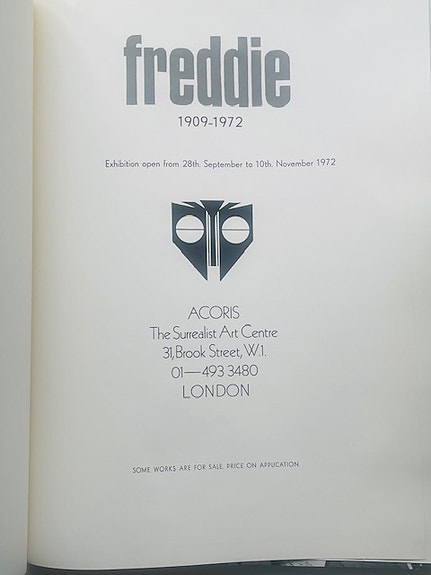 freddie
1909-1972
Exhibition open from 28th. September to 10th. November 1972
ACORIS
The Surrealist Art Centre
31, Brook Street, W.1.
01—493 3480
LONDON
SOME WORKS ARE FOR SALE. PRICE ON APPLICATION.